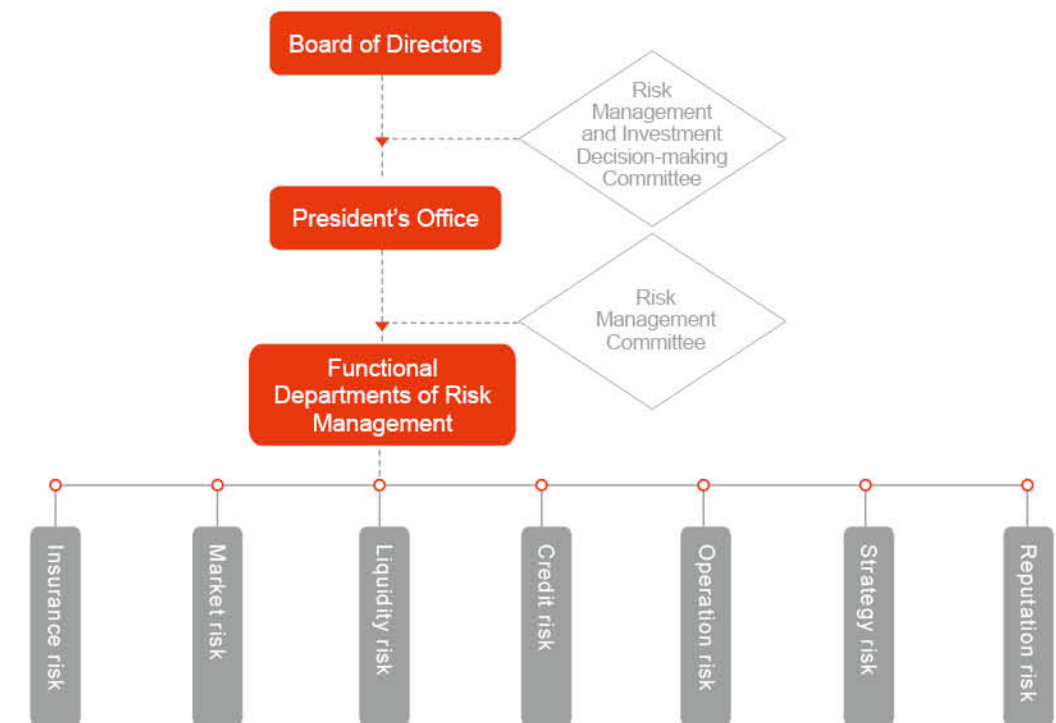 Board of Directors
Risk
Management
and Investment
Decision-making
Committee
President's Office
Risk
Management
Committee
Functional
Departments of Risk
Management
Insurance risk
Market risk
Liquidity risk
Credit risk
Operation risk
Strategy risk
Reputation risk